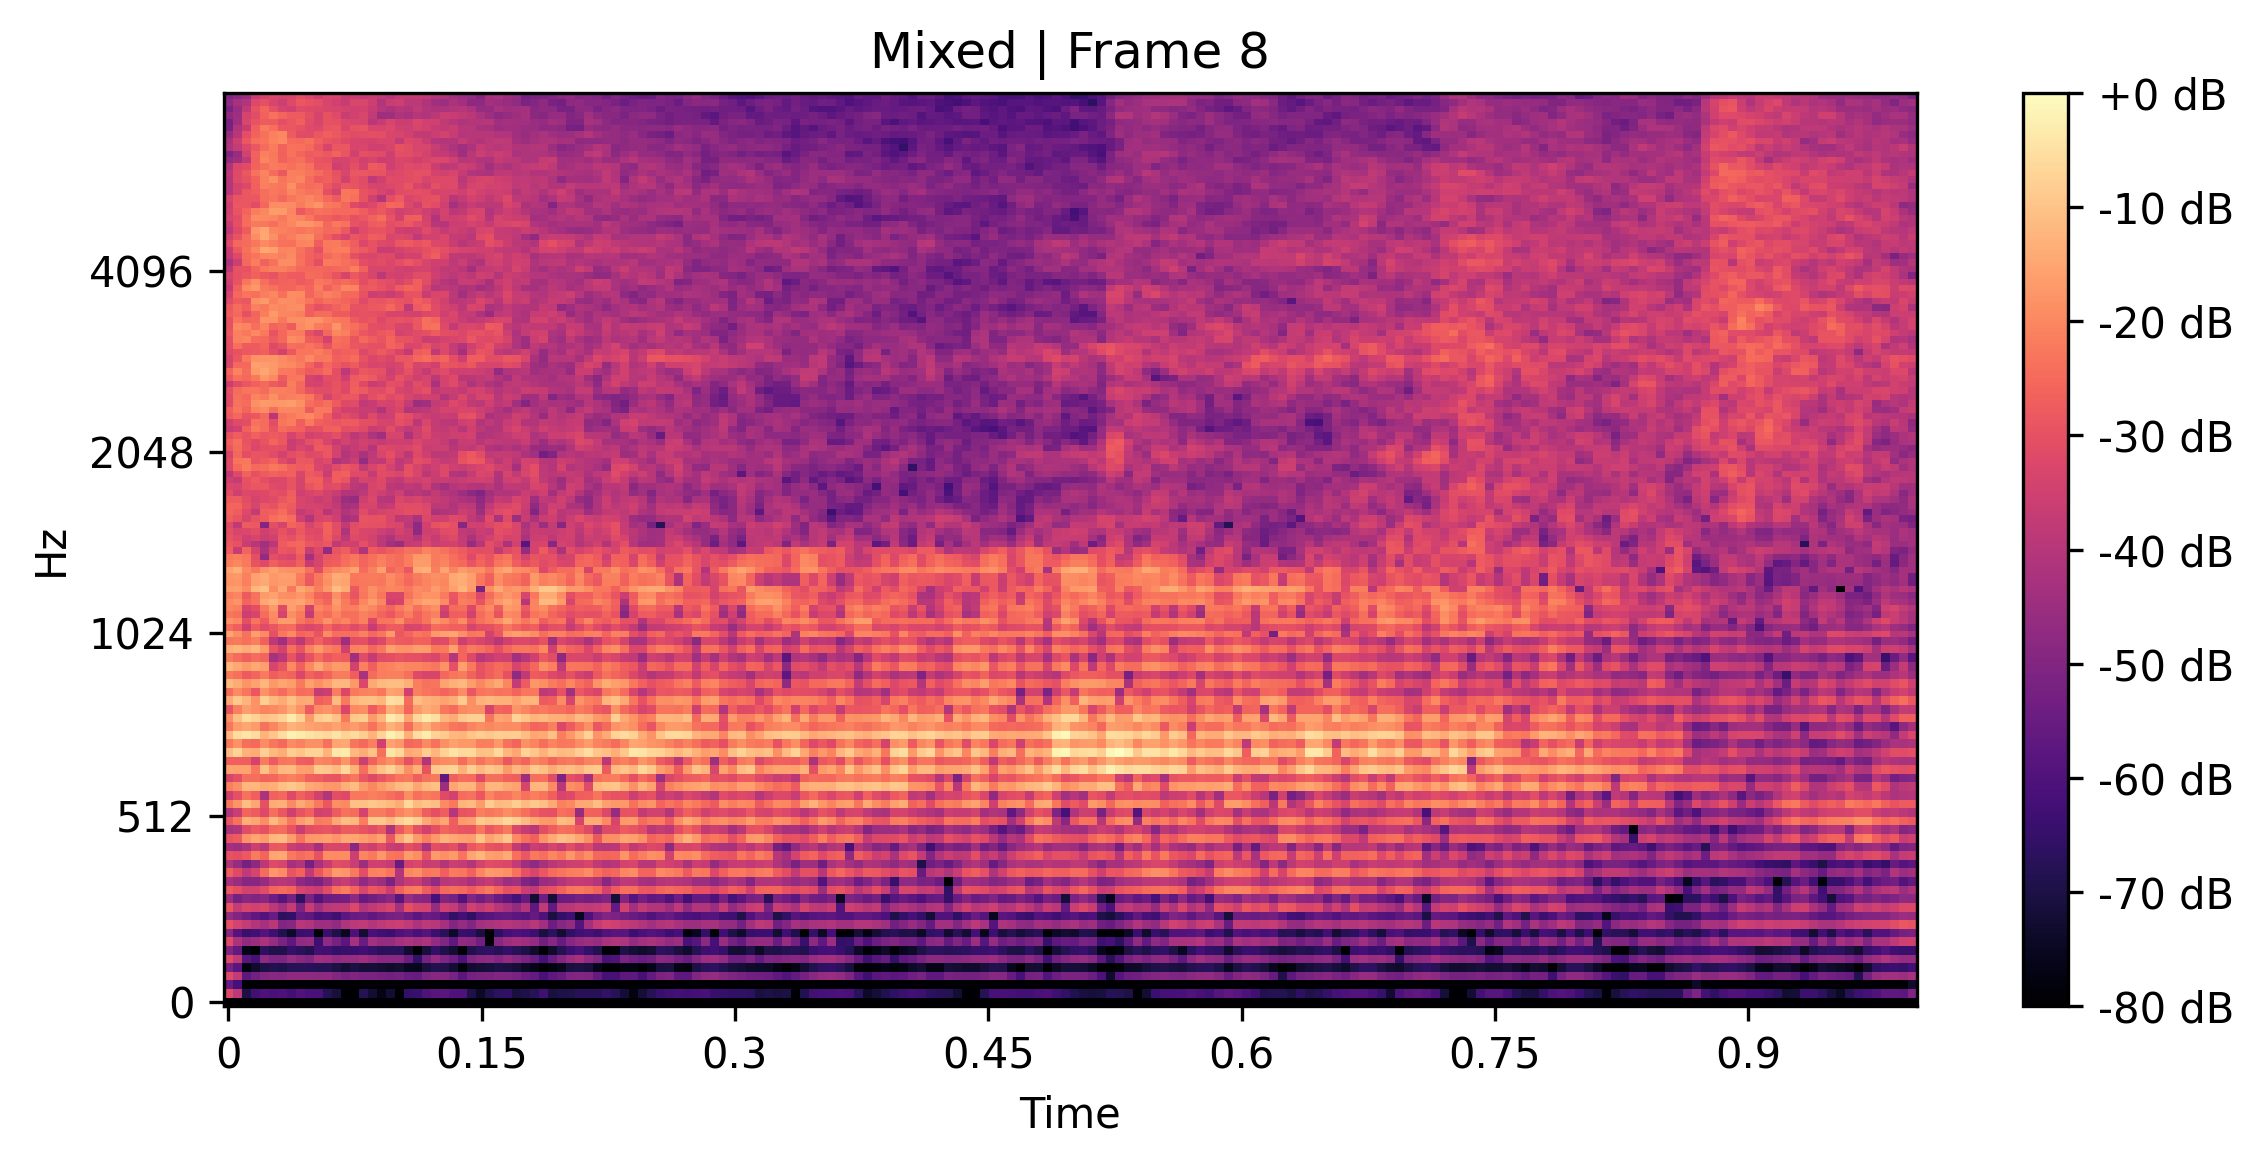 Mixed | Frame 8
+0 dB
-10 dB
-20 dB
-30 dB
-40 dB
-50 dB
-60 dB
-70 dB
-80 dB
Hz
4096
2048
1024
512
0
0 0.15 0.3 0.45 0.6 0.75 0.9
Time